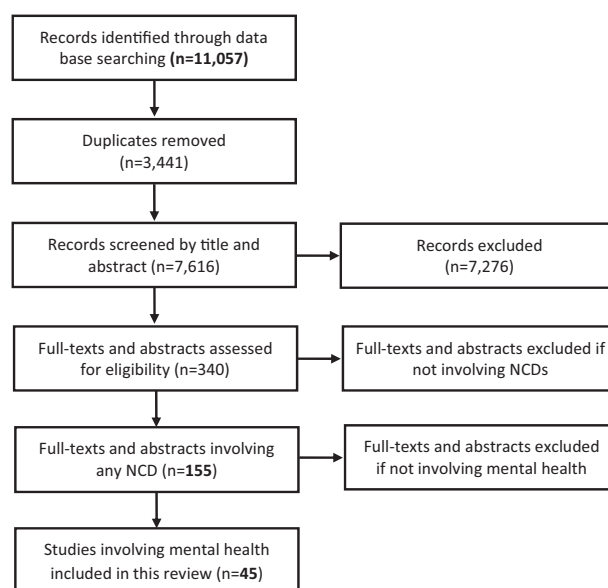 Records identified through data
base searching (n=11,057)
Duplicates removed
(n=3,441)
Records screened by title and
abstract (n=7,616)
Records excluded
(n=7,276)
Full-texts and abstracts assessed
for eligibility (n=340)
Full-texts and abstracts excluded if
not involving NCDs
Full-texts and abstracts involving
any NCD (n=155)
Full-texts and abstracts excluded
if not involving mental health
Studies involving mental health
included in this review (n=45)